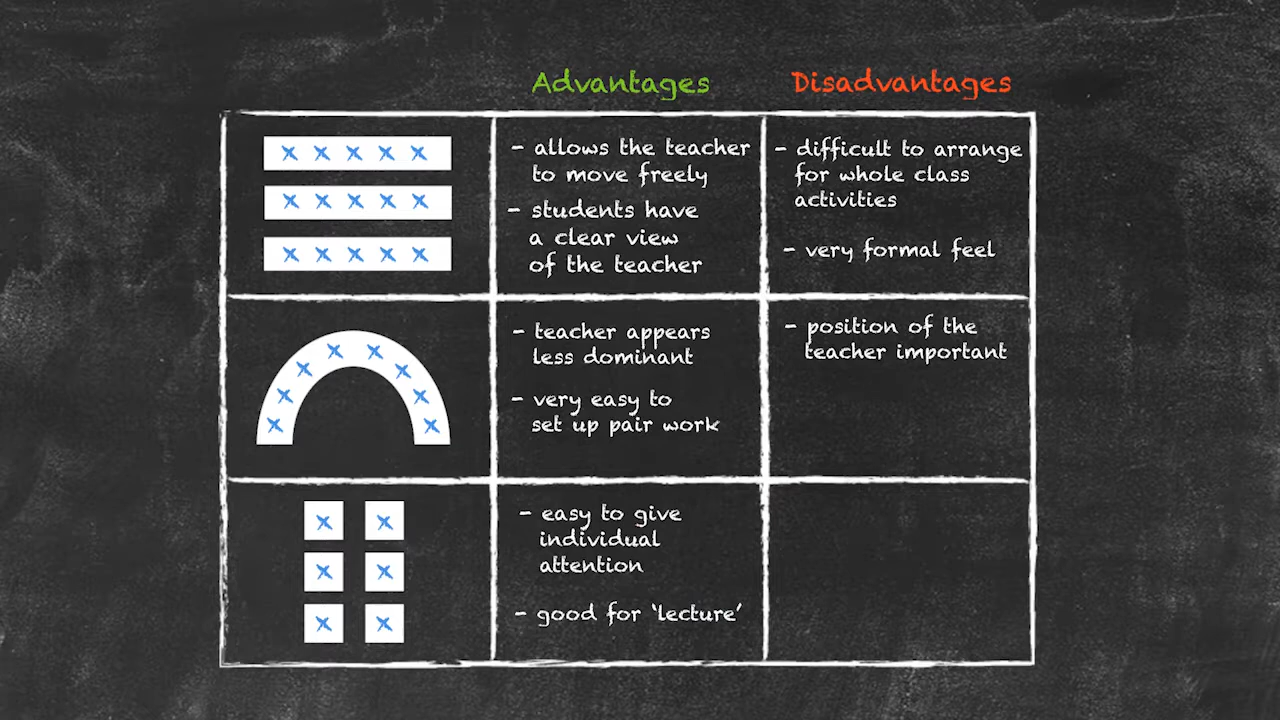 Advantages
Disadvantages
- allows the teacher
to move freely
- students have
a clear view
of the teacher
- difficult to arrange
for whole class
activities
- very formal feel
- teacher appears
less dominant
- very easy to
set up pair work
- position of the
teacher important
- easy to give
individual
attention
- good for ‘lecture’